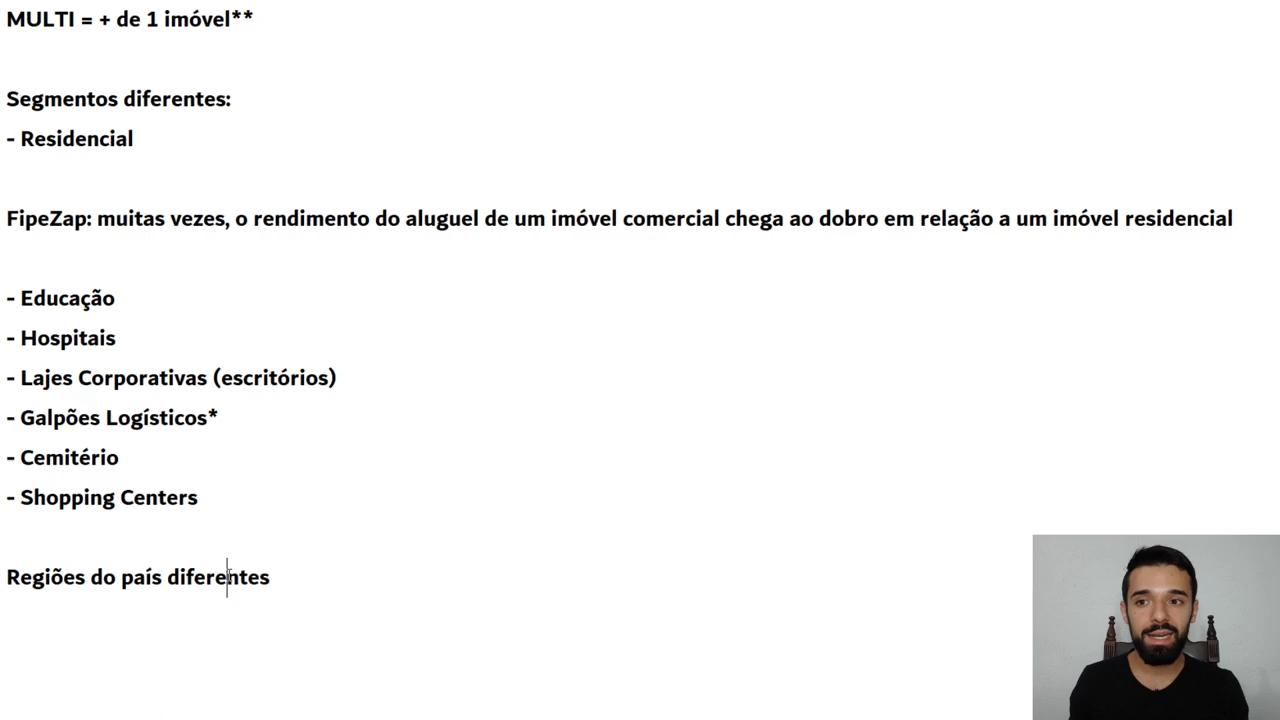 MULTI = + de 1 imóvel**
Segmentos diferentes:
- Residencial
FipeZap: muitas vezes, o rendimento do aluguel de um imóvel comercial chega ao dobro em relação a um imóvel residencial
- Educação
- Hospitais
- Lajes Corporativas (escritórios)
- Galpões Logísticos*
- Cemitério
- Shopping Centers
Regiões do país diferentes